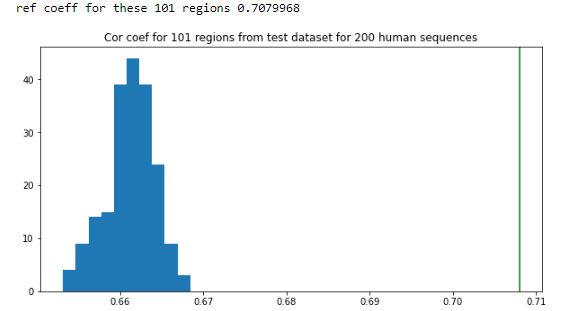 ref coeff for these 101 regions 0.7079968
Cor coef for 101 regions from test dataset for 200 human sequences
40
30
20
10
0
0.66 0.67 0.68 0.69 0.70 0.71